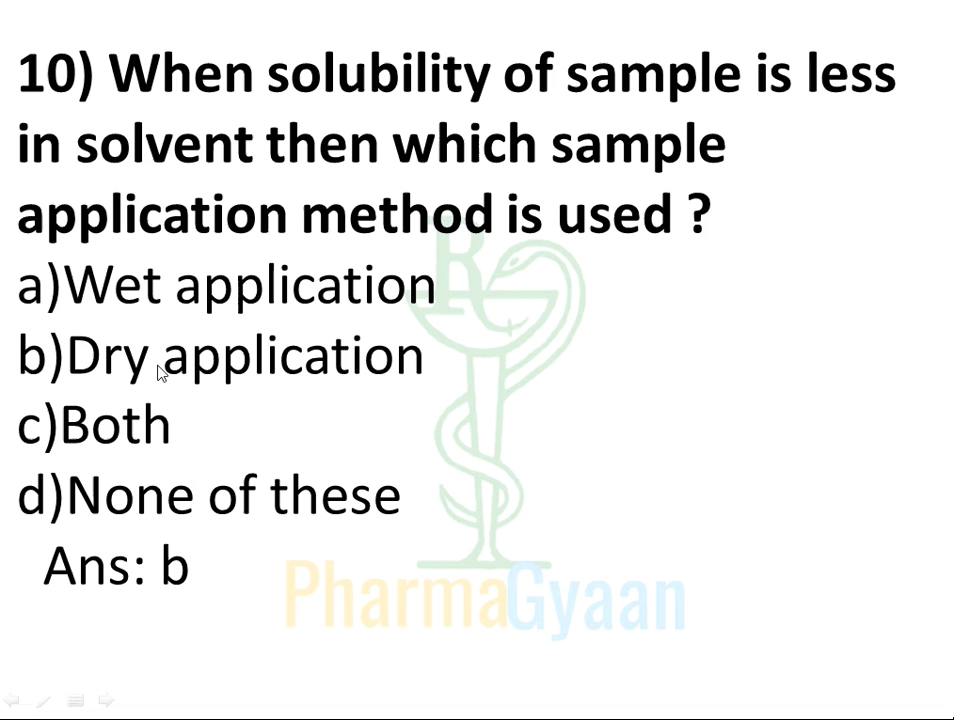 10) When solubility of sample is less
in solvent then which sample
application method is used ?
a)Wet application
b)Dry application
c)Both
d)None of these
Ans: b
PharmaGyaan